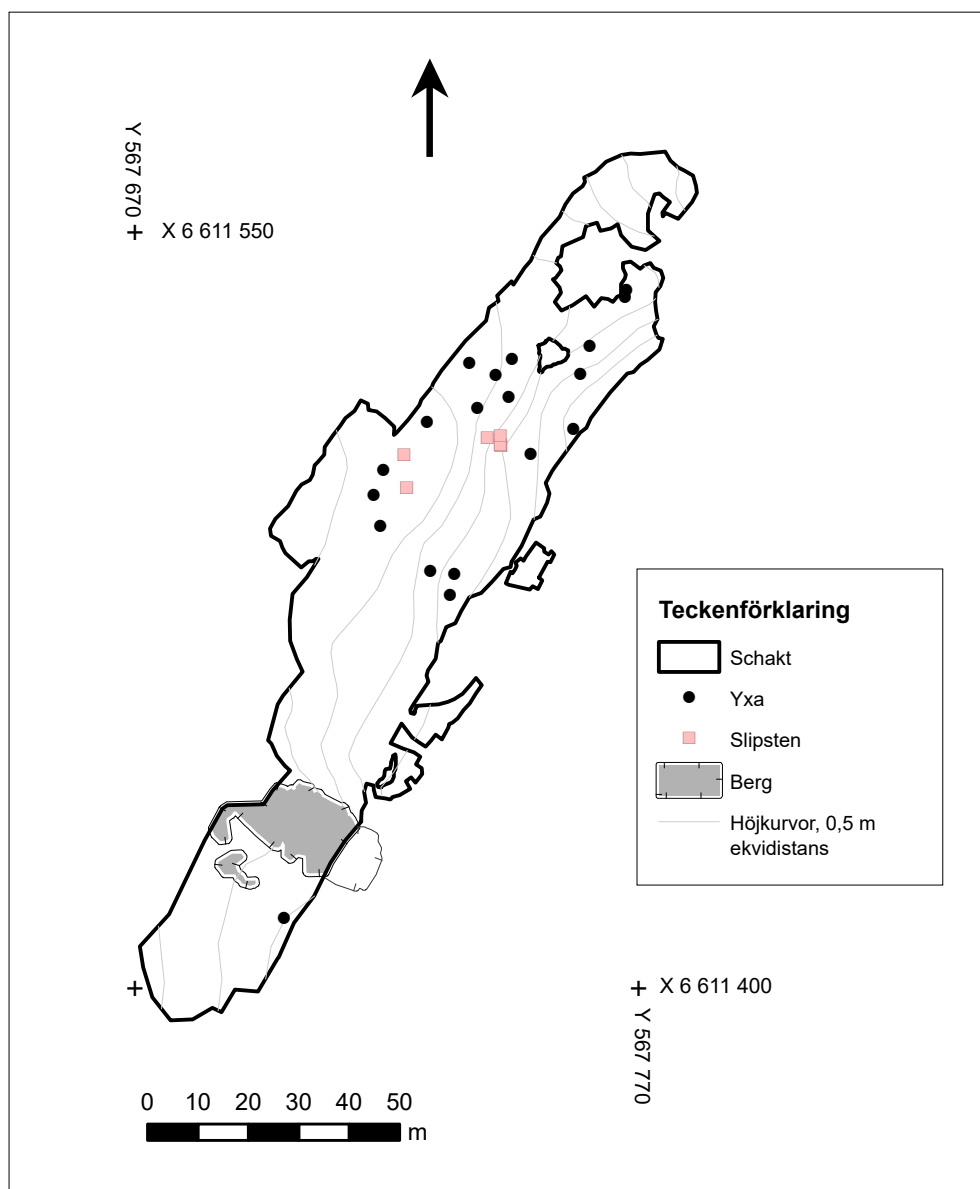 Y 567 670
X 6 611 550
Teckenförklaring
Schakt
Yxa
Slipsten
Berg
Höjkurvor, 0,5 m
ekvidistans
X 6 611 400
Y 567 770
0 10 20 30 40 50
m